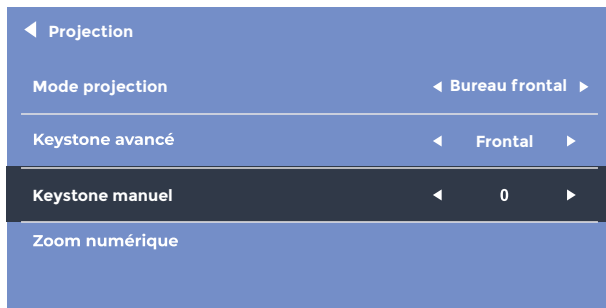 Projection
Mode projection Bureau frontal
Keystone avancé Frontal
Keystone manuel 0
Zoom numérique